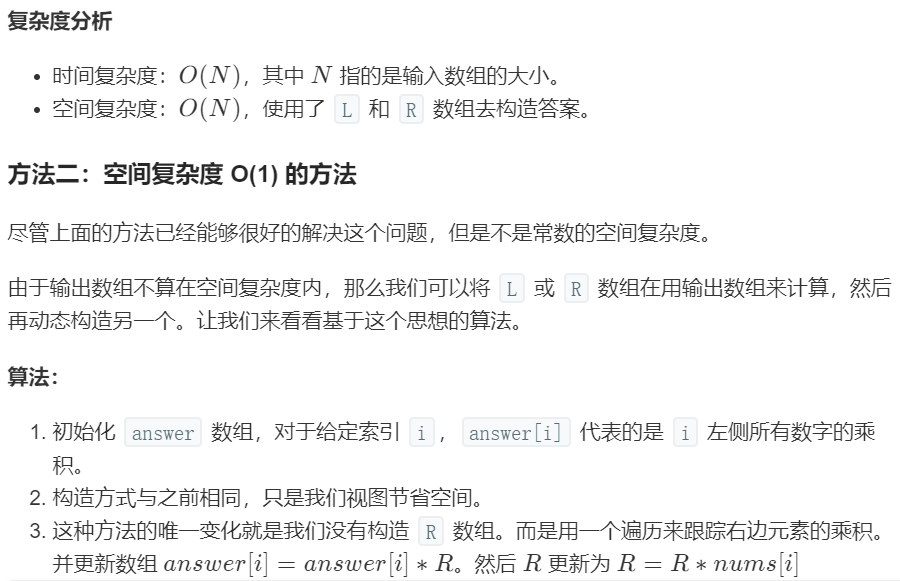 复杂度分析
• 时间复杂度：O(N)，其中 N 指的是输入数组的大小。
• 空间复杂度：O(N)，使用了 L 和 R 数组去构造答案。
方法二：空间复杂度 O(1) 的方法
尽管上面的方法已经能够很好的解决这个问题，但是不是常数的空间复杂度。
由于输出数组不算在空间复杂度内，那么我们可以将 L 或 R 数组在用输出数组来计算，然后
再动态构造另一个。让我们来看看基于这个思想的算法。
算法：
1. 初始化 answer 数组，对于给定索引 i ， answer[i] 代表的是 i 左侧所有数字的乘
积。
2. 构造方式与之前相同，只是我们视图节省空间。
3. 这种方法的唯一变化就是我们没有构造 R 数组。而是用一个遍历来跟踪右边元素的乘积。
并更新数组 answer[i] = answer[i] * R。然后 R 更新为 R = R * nums[i]